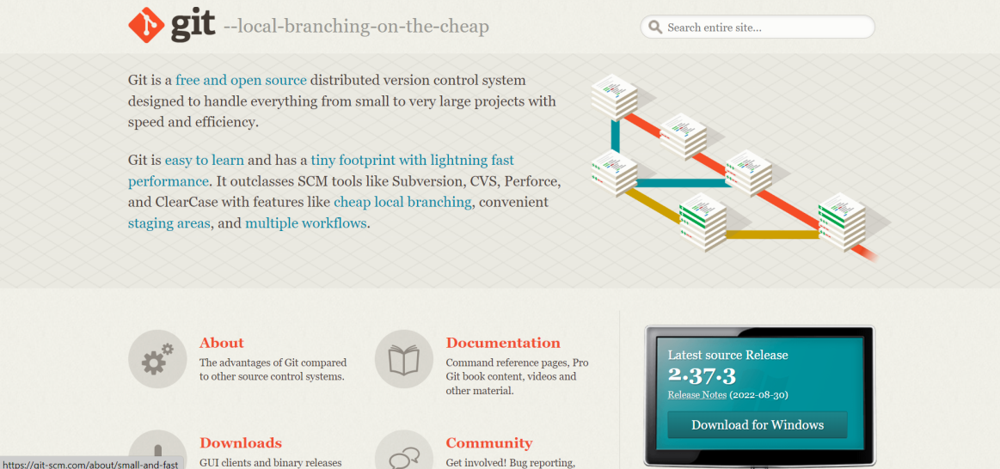 git --local-branching-on-the-cheap
Search entire site...
Git is a free and open source distributed version control system
designed to handle everything from small to very large projects with
speed and efficiency.
Git is easy to learn and has a tiny footprint with lightning fast
performance. It outclasses SCM tools like Subversion, CVS, Perforce,
and ClearCase with features like cheap local branching, convenient
staging areas, and multiple workflows.
About
The advantages of Git compared
to other source control systems.
Documentation
Command reference pages, Pro
Git book content, videos and
other material.
Latest source Release
2.37.3
Release Notes (2022-08-30)
Download for Windows
Downloads
GUI clients and binary releases
Community
Get involved! Bug reporting,
https://git-scm.com/about/small-and-fast